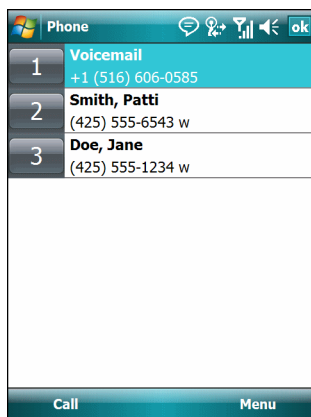 Phone
ok
1
Voicemail
+1 (516) 606-0585
2
Smith, Patti
(425) 555-6543 w
3
Doe, Jane
(425) 555-1234 w
Call
Menu